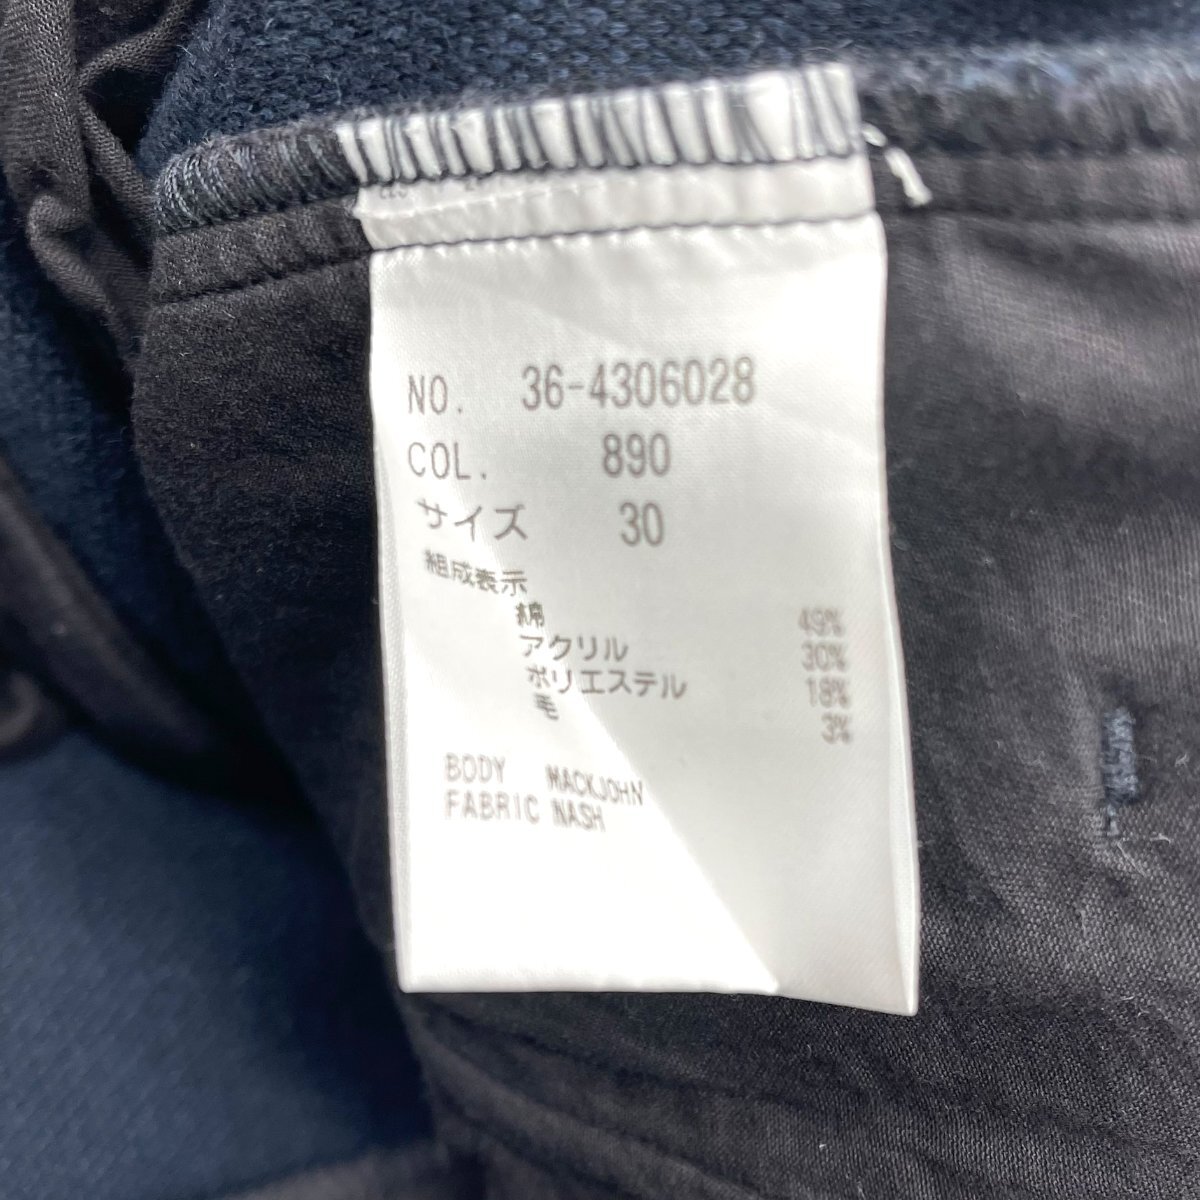 NO. 36-4306028
COL. 890
サイズ 30
組成表示
綿 49%
アクリル 30%
ポリエステル 18%
毛 3%
BODY MACKJOHN
FABRIC NASH